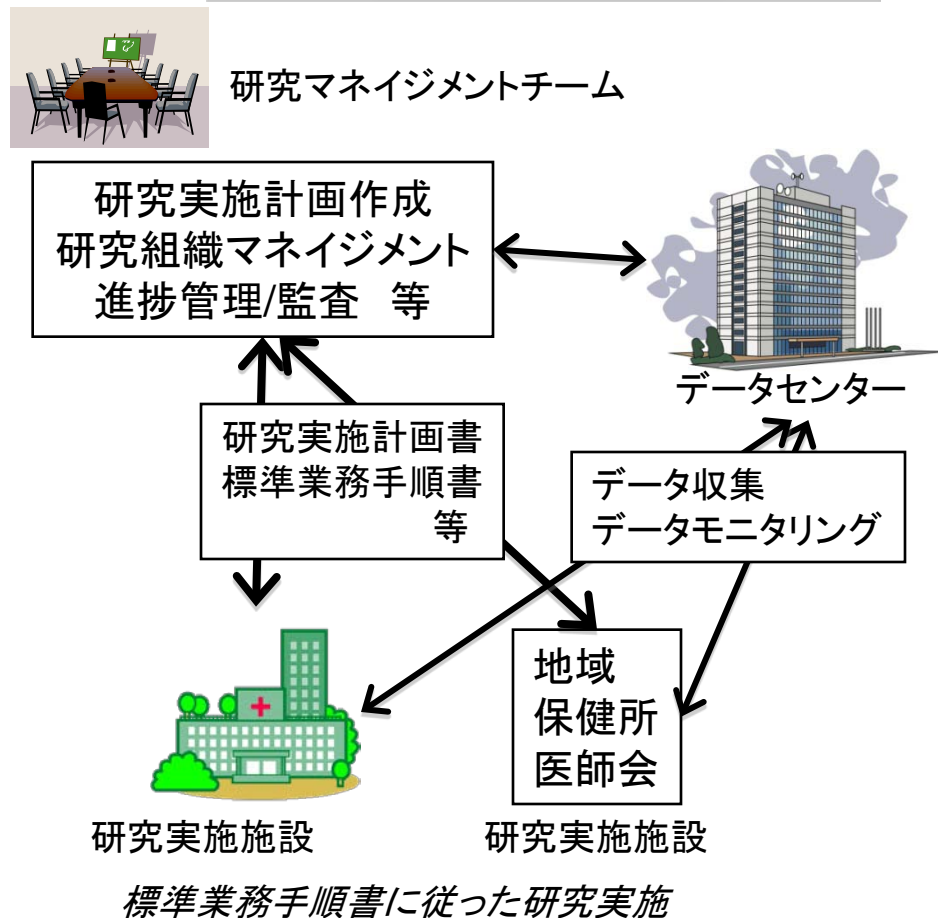 研究マネイジメントチーム
研究実施計画作成
研究組織マネイジメント
進捗管理/監査　等
データセンター
研究実施計画書
標準業務手順書
等
データ収集
データモニタリング
地域
保健所
医師会
研究実施施設
研究実施施設
標準業務手順書に従った研究実施